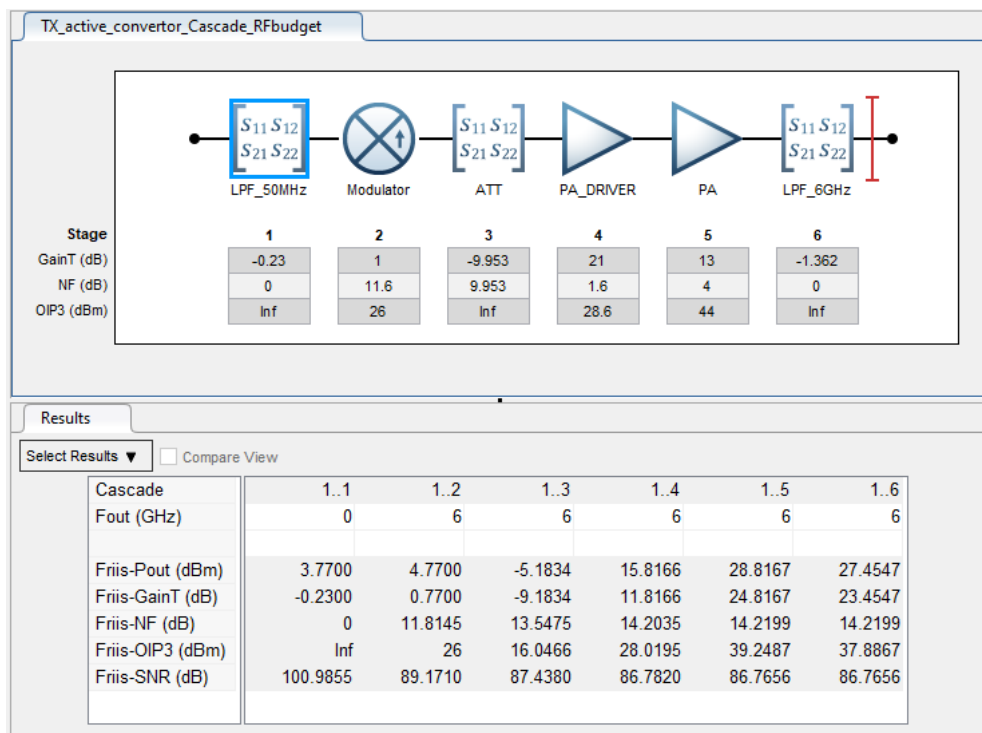 TX_active_convertor_Cascade_RFbudget
S11 S12 S11 S12 S11 S12
S21 S22 S21 S22 S21 S22
LPF_50MHz Modulator ATT PA_DRIVER PA LPF_6GHz
Stage 1 2 3 4 5 6
GainT (dB) -0.23 1 -9.953 21 13 -1.362
NF (dB) 0 11.6 9.953 1.6 4 0
OIP3 (dBm) Inf 26 Inf 28.6 44 Inf
Results
Select Results ▼ Compare View
Cascade 1..1 1..2 1..3 1..4 1..5 1..6
Fout (GHz) 0 6 6 6 6 6
Friis-Pout (dBm) 3.7700 4.7700 -5.1834 15.8166 28.8167 27.4547
Friis-GainT (dB) -0.2300 0.7700 -9.1834 11.8166 24.8167 23.4547
Friis-NF (dB) 0 11.8145 13.5475 14.2035 14.2199 14.2199
Friis-OIP3 (dBm) Inf 26 16.0466 28.0195 39.2487 37.8867
Friis-SNR (dB) 100.9855 89.1710 87.4380 86.7820 86.7656 86.7656